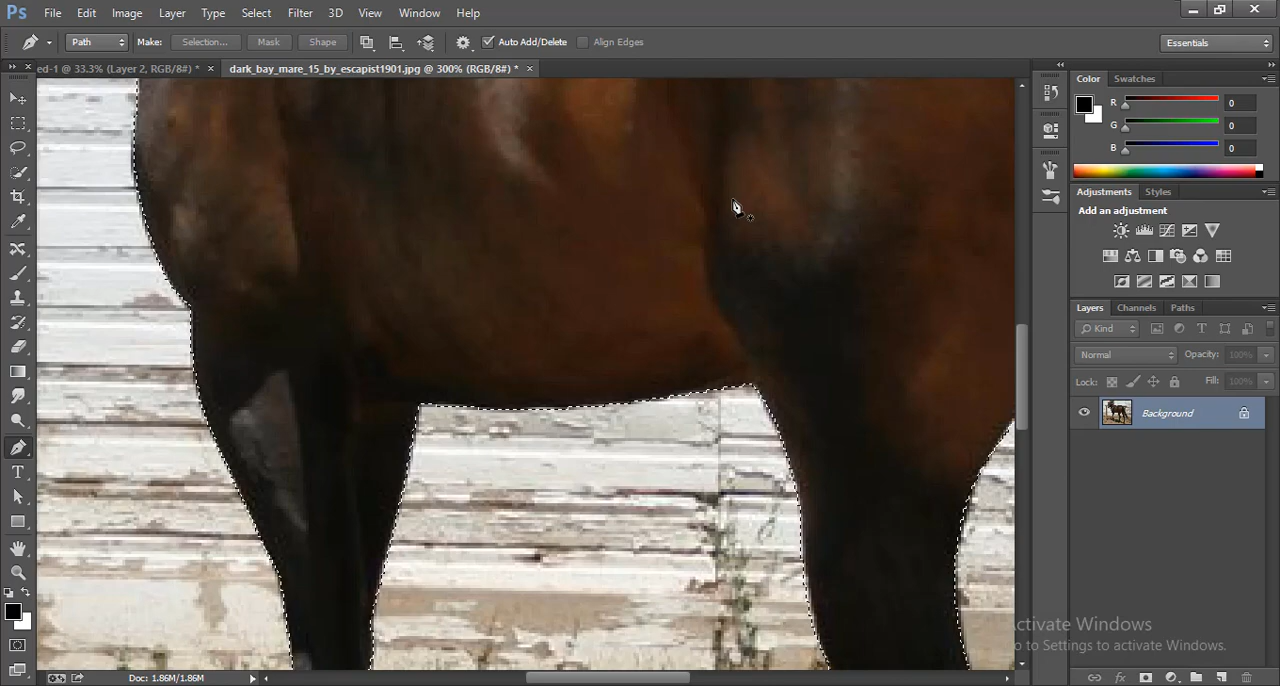 Ps File Edit Image Layer Type Select Filter 3D View Window Help
Path Make: Selection... Mask Shape Auto Add/Delete Align Edges Essentials
ed-1 @ 33.3% (Layer 2, RGB/8#) * × dark_bay_mare_15_by_escapist1901.jpg @ 300% (RGB/8#) * ×
Color Swatches
R 0
G 0
B 0
Adjustments Styles
Add an adjustment
Layers Channels Paths
Kind
Normal Opacity: 100%
Lock: Fill: 100%
Background
Activate Windows
o to Settings to activate Windows.
Doc: 1.86M/1.86M